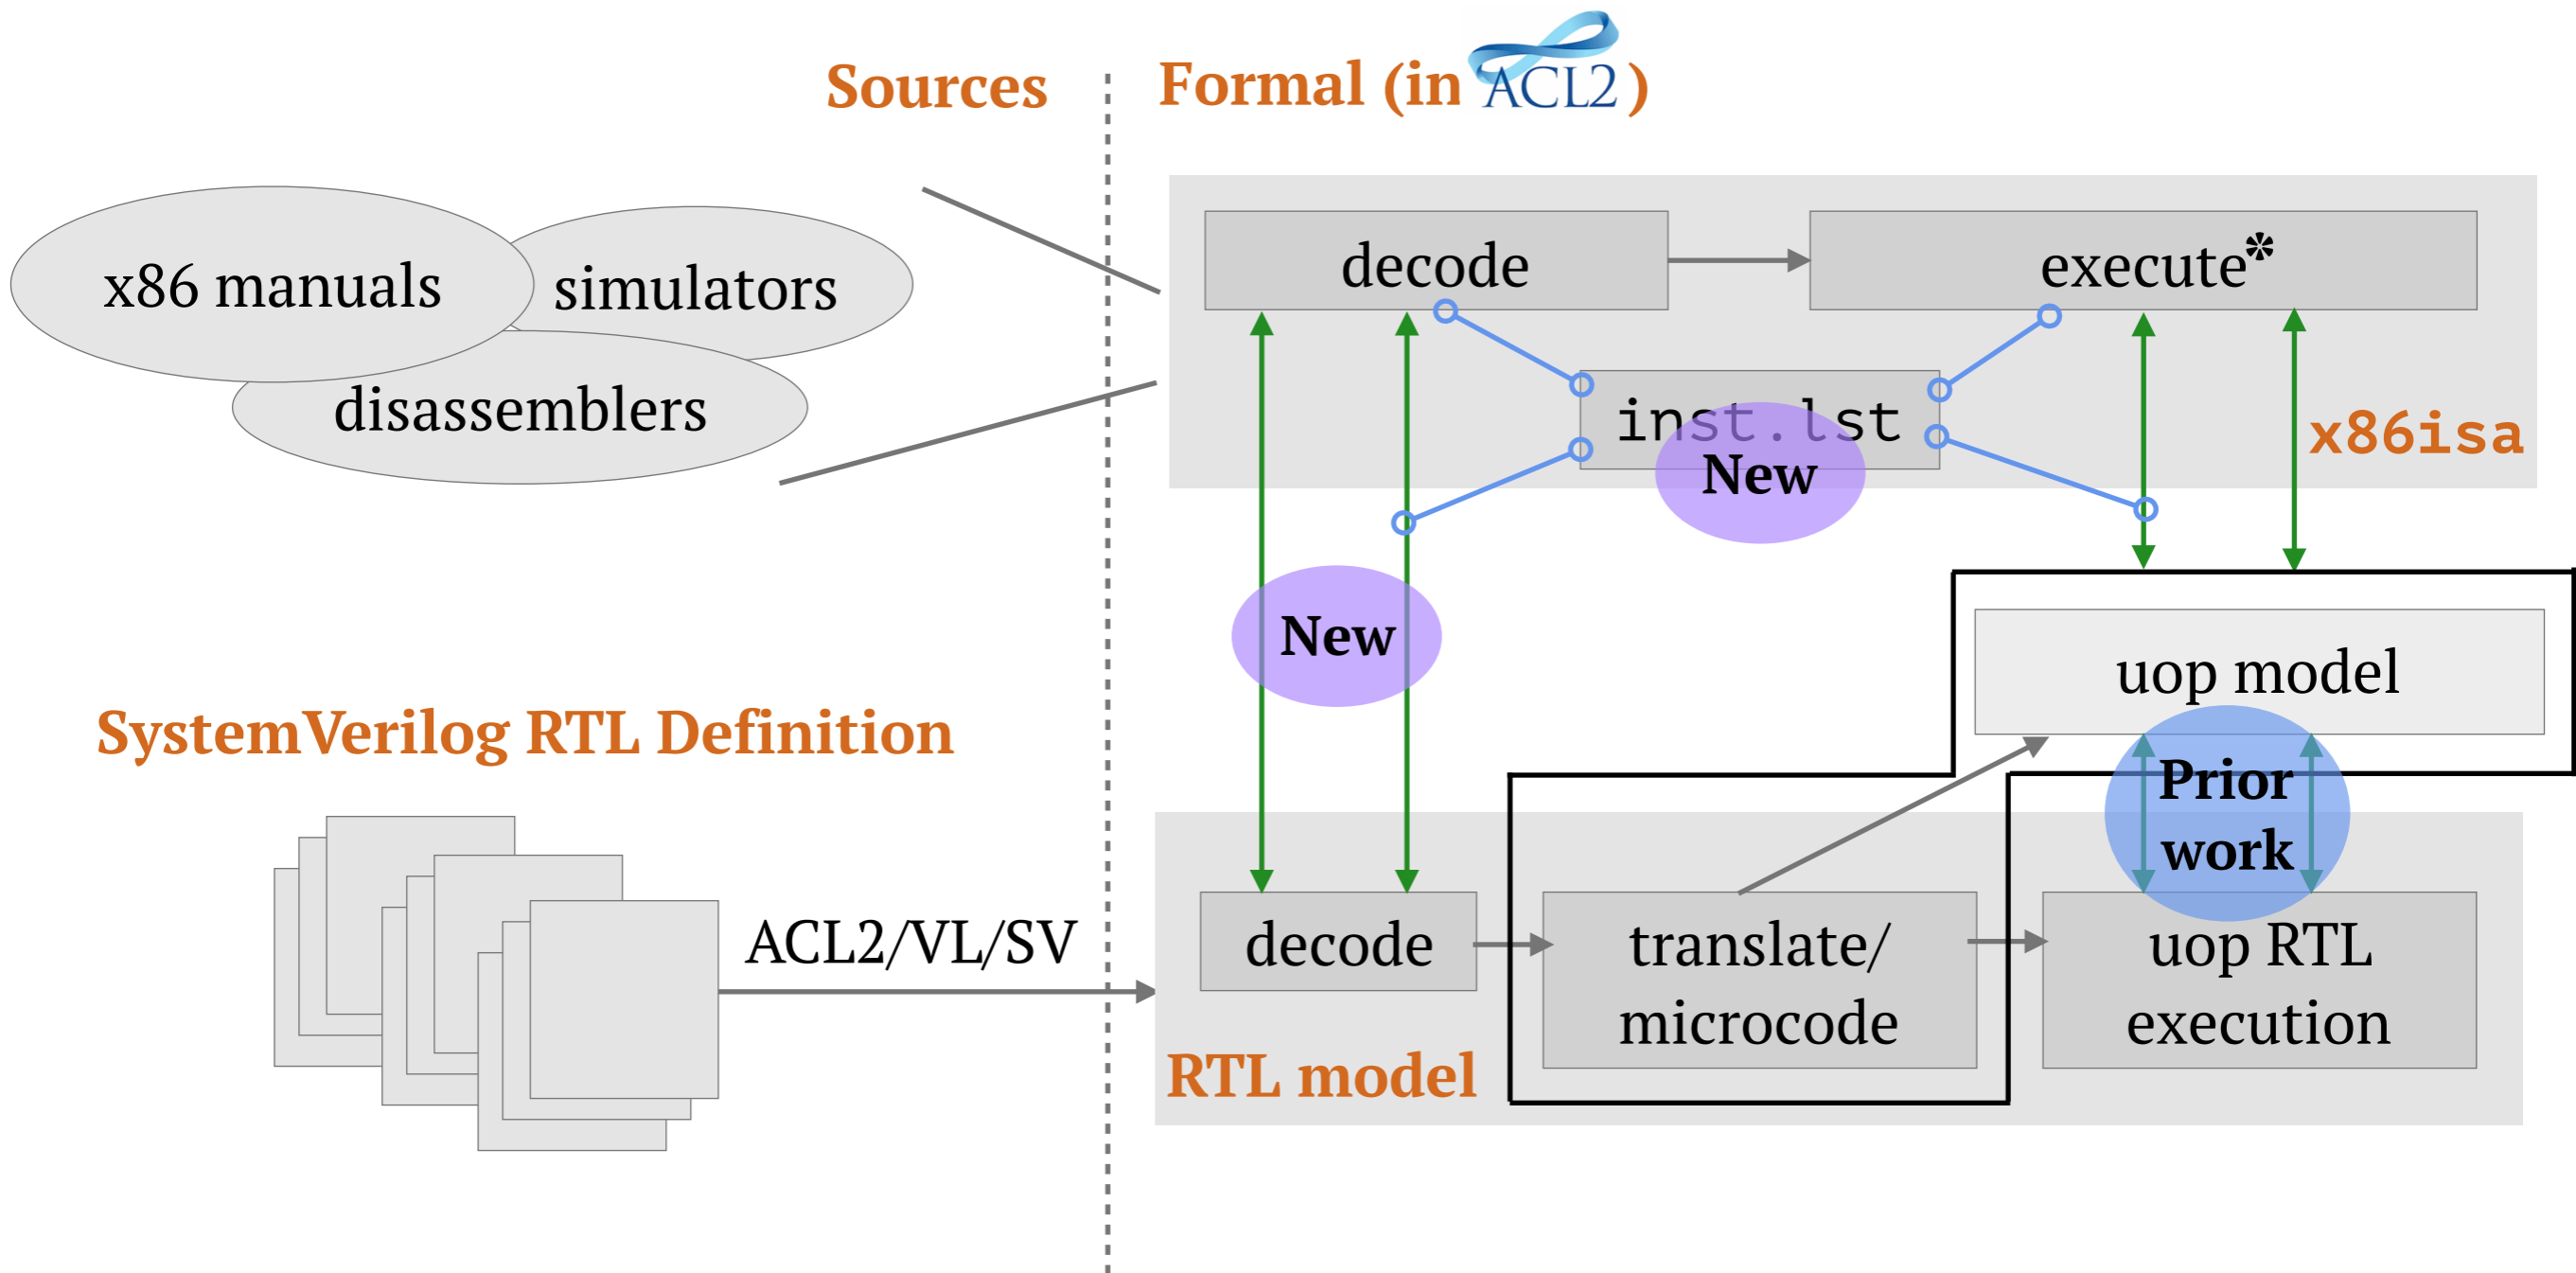 Sources
Formal (in ACL2)
x86 manuals
simulators
disassemblers
decode
execute*
inst.lst
New
x86isa
New
uop model
SystemVerilog RTL Definition
Prior
work
ACL2/VL/SV
decode
translate/
microcode
uop RTL
execution
RTL model